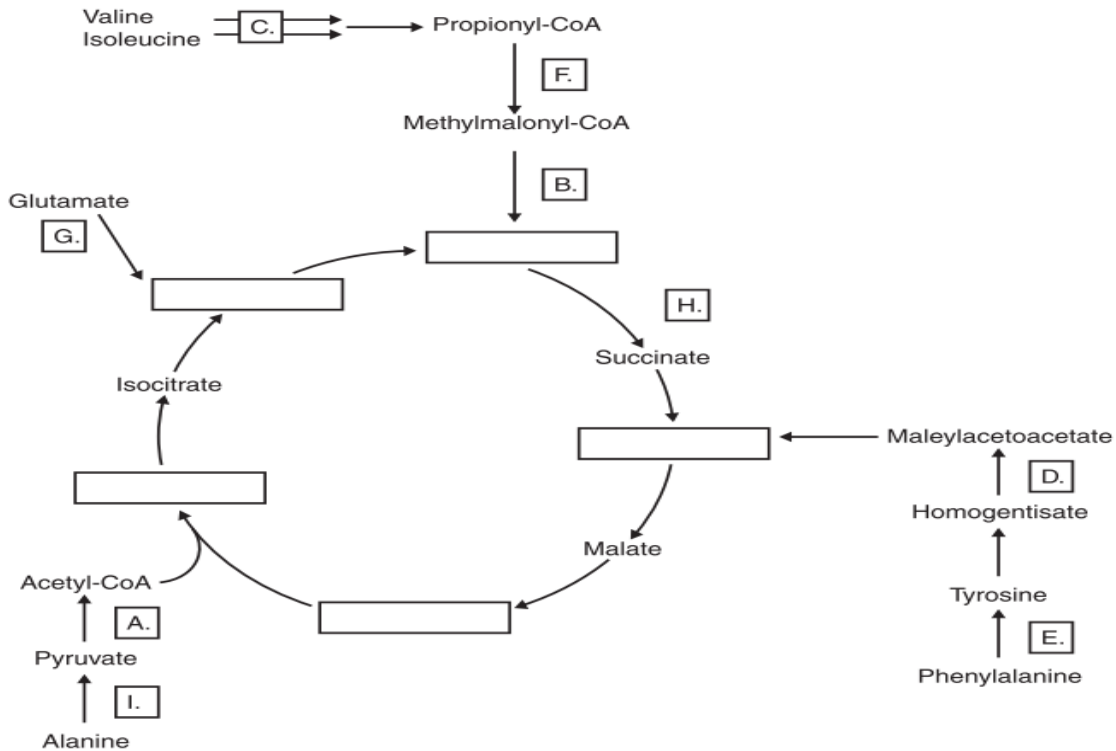 Valine
Isoleucine
C.
Propionyl-CoA
F.
Methylmalonyl-CoA
B.
Glutamate
G.
H.
Succinate
Isocitrate
Maleylacetoacetate
D.
Homogentisate
Malate
Acetyl-CoA
Tyrosine
A.
E.
Pyruvate
Phenylalanine
I.
Alanine